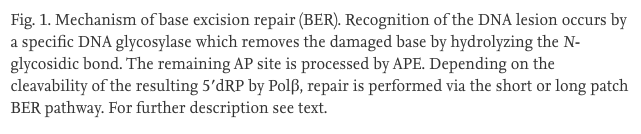 Fig. 1. Mechanism of base excision repair (BER). Recognition of the DNA lesion occurs by
a specific DNA glycosylase which removes the damaged base by hydrolyzing the N-
glycosidic bond. The remaining AP site is processed by APE. Depending on the
cleavability of the resulting 5′dRP by Polβ, repair is performed via the short or long patch
BER pathway. For further description see text.